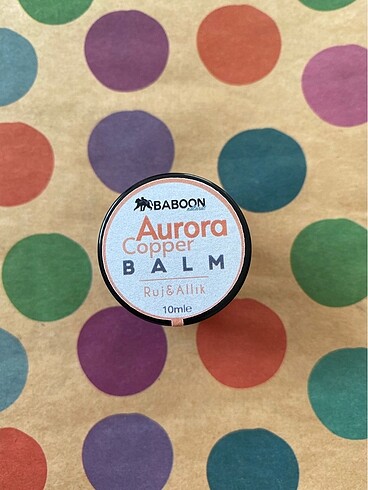 BABOON
Aurora
Copper
BALM
Ruj&Allık
10mle